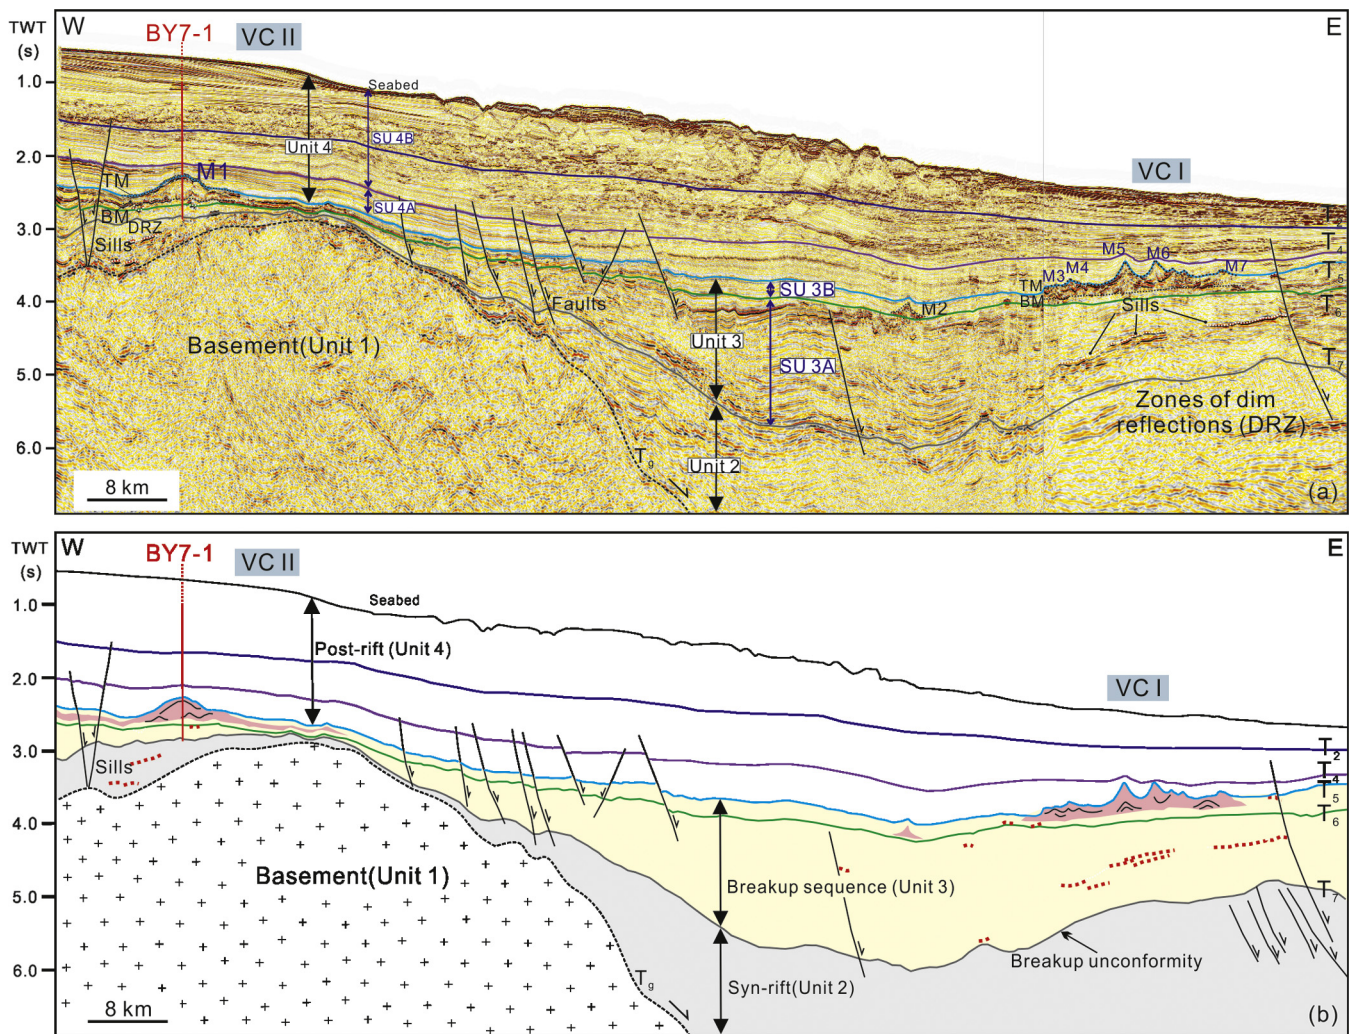 TWT
(s)
W
BY7-1
VC II
E
1.0
2.0
3.0
4.0
5.0
6.0
Seabed
SU 4B
Unit 4
SU 4A
M1
TM
BM
DRZ
Sills
VC I
T
2
T
4
T
5
T
6
T
7
M3
M4
M5
M6
M7
TM
BM
Sills
M2
Faults
SU 3B
Unit 3
SU 3A
Unit 2
Basement(Unit 1)
Zones of dim
reflections (DRZ)
Tg
8 km
(a)
TWT
(s)
W
BY7-1
VC II
E
1.0
2.0
3.0
4.0
5.0
6.0
Seabed
Post-rift (Unit 4)
VC I
T2
T4
T5
T6
T7
Sills
Basement(Unit 1)
Breakup sequence (Unit 3)
Breakup unconformity
Syn-rift(Unit 2)
Tg
8 km
(b)